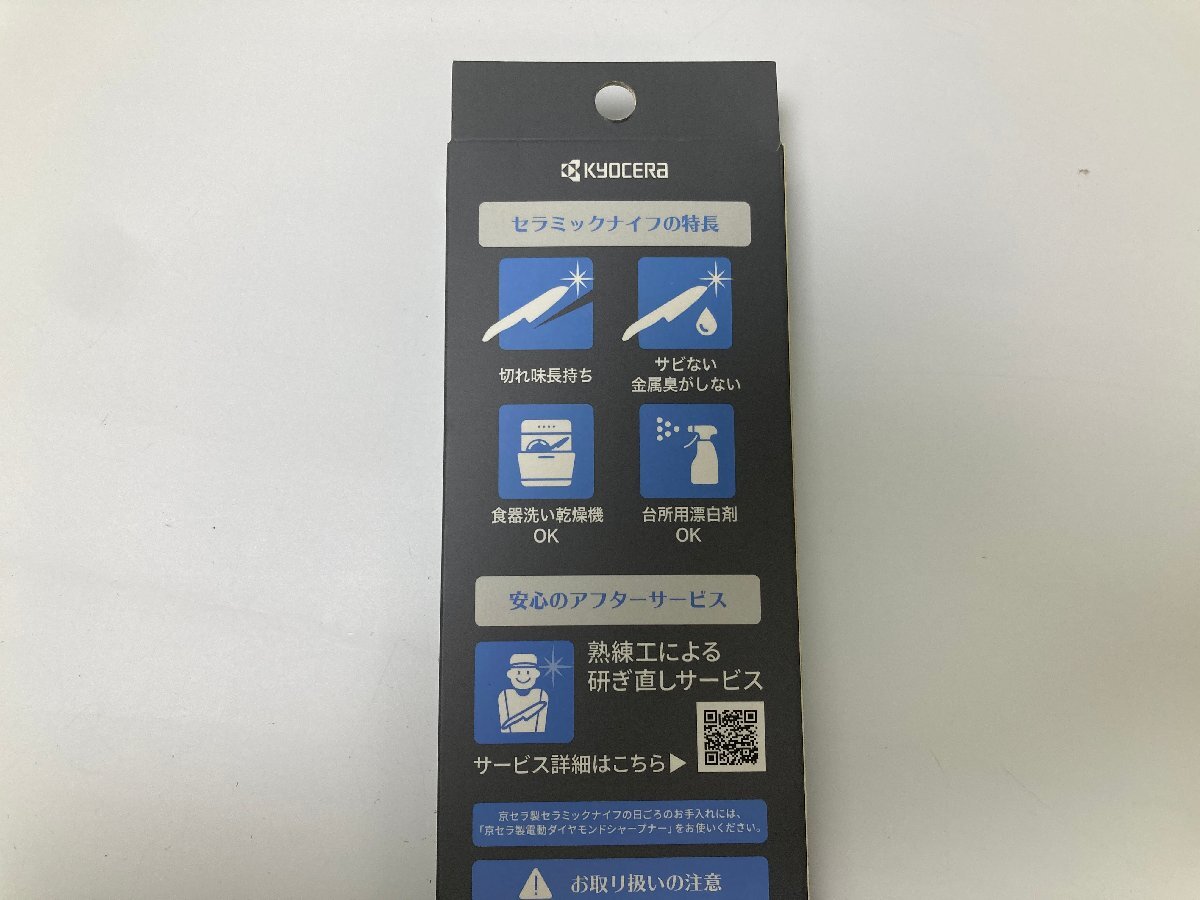 KYOCERA
セラミックナイフの特長
切れ味長持ち
サビない
金属臭がしない
食器洗い乾燥機
OK
台所用漂白剤
OK
安心のアフターサービス
熟練工による
研ぎ直しサービス
サービス詳細はこちら▶
京セラ製セラミックナイフの日ごろのお手入れには、
「京セラ製電動ダイヤモンドシャープナー」をお使いください。
お取り扱いの注意